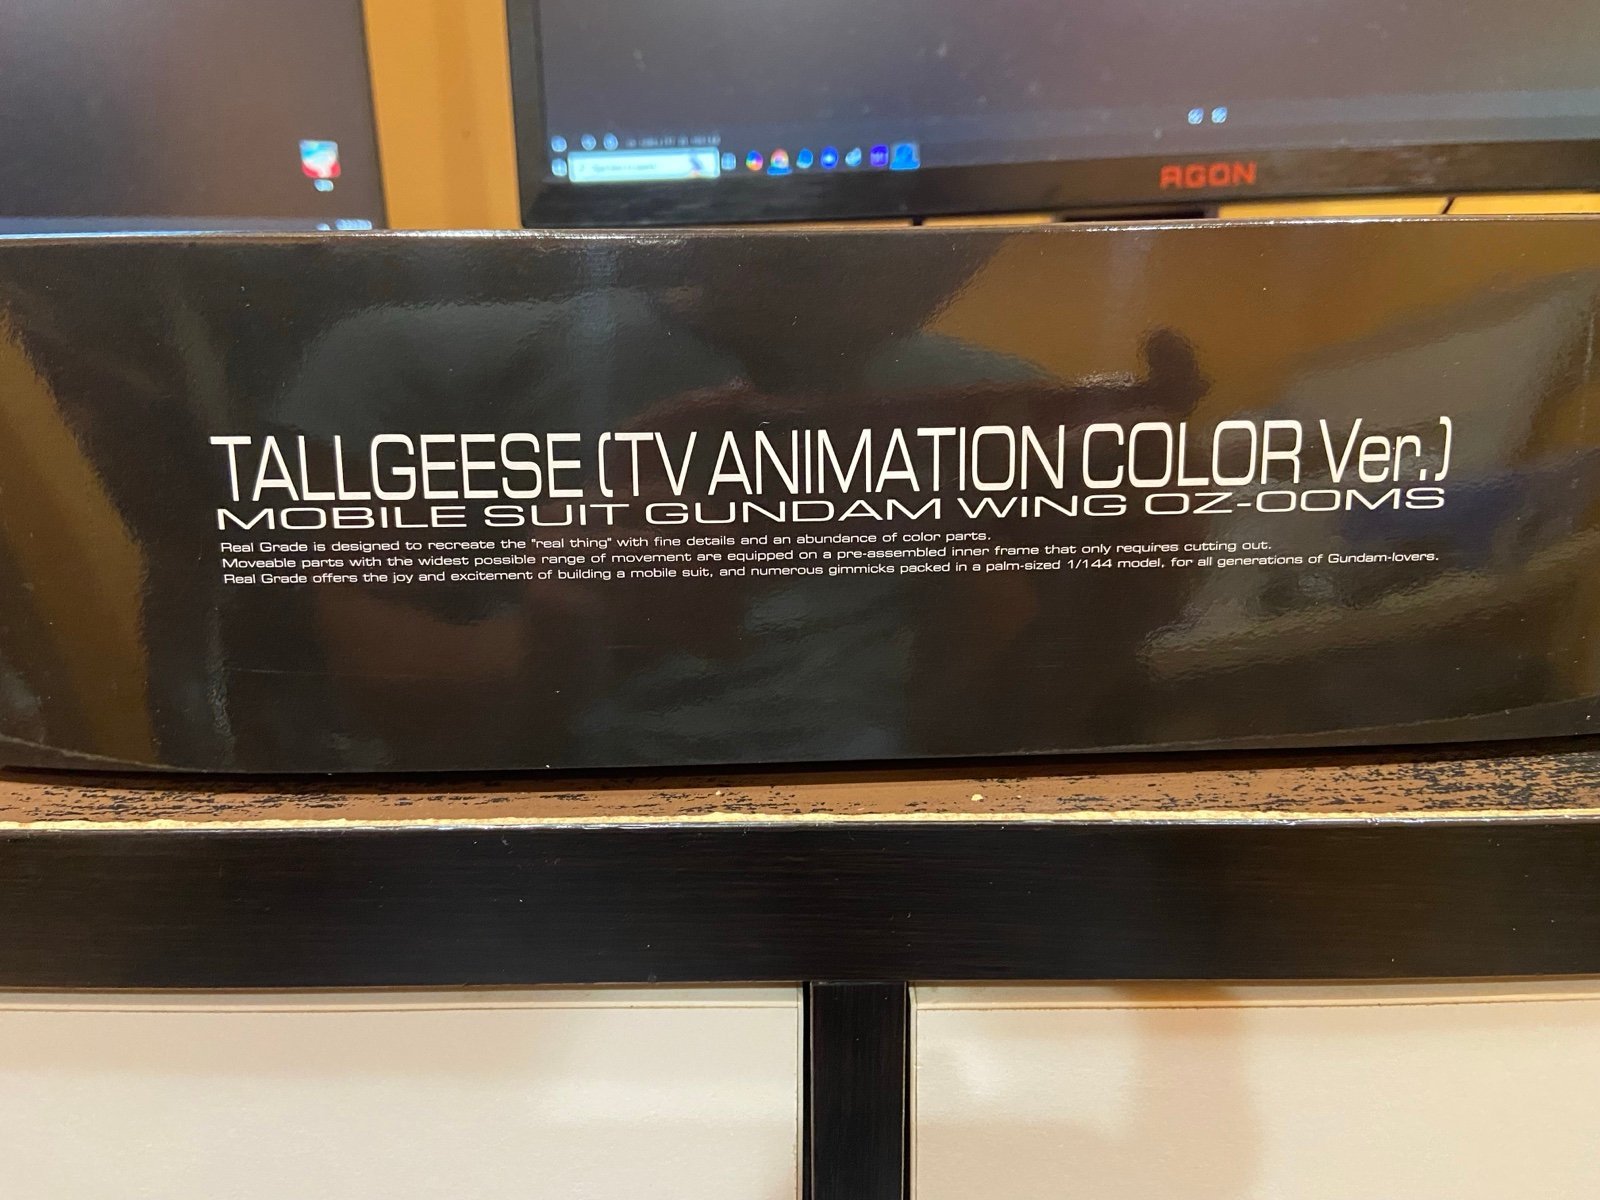 AGON
TALLGEESE (TV ANIMATION COLOR Ver.)
MOBILE SUIT GUNDAM WING OZ-00MS
Real Grade is designed to recreate the "real thing" with fine details and an abundance of color parts.
Moveable parts with the widest possible range of movement are equipped on a pre-assembled inner frame that only requires cutting out.
Real Grade offers the joy and excitement of building a mobile suit, and numerous gimmicks packed in a palm-sized 1/144 model, for all generations of Gundam-lovers.